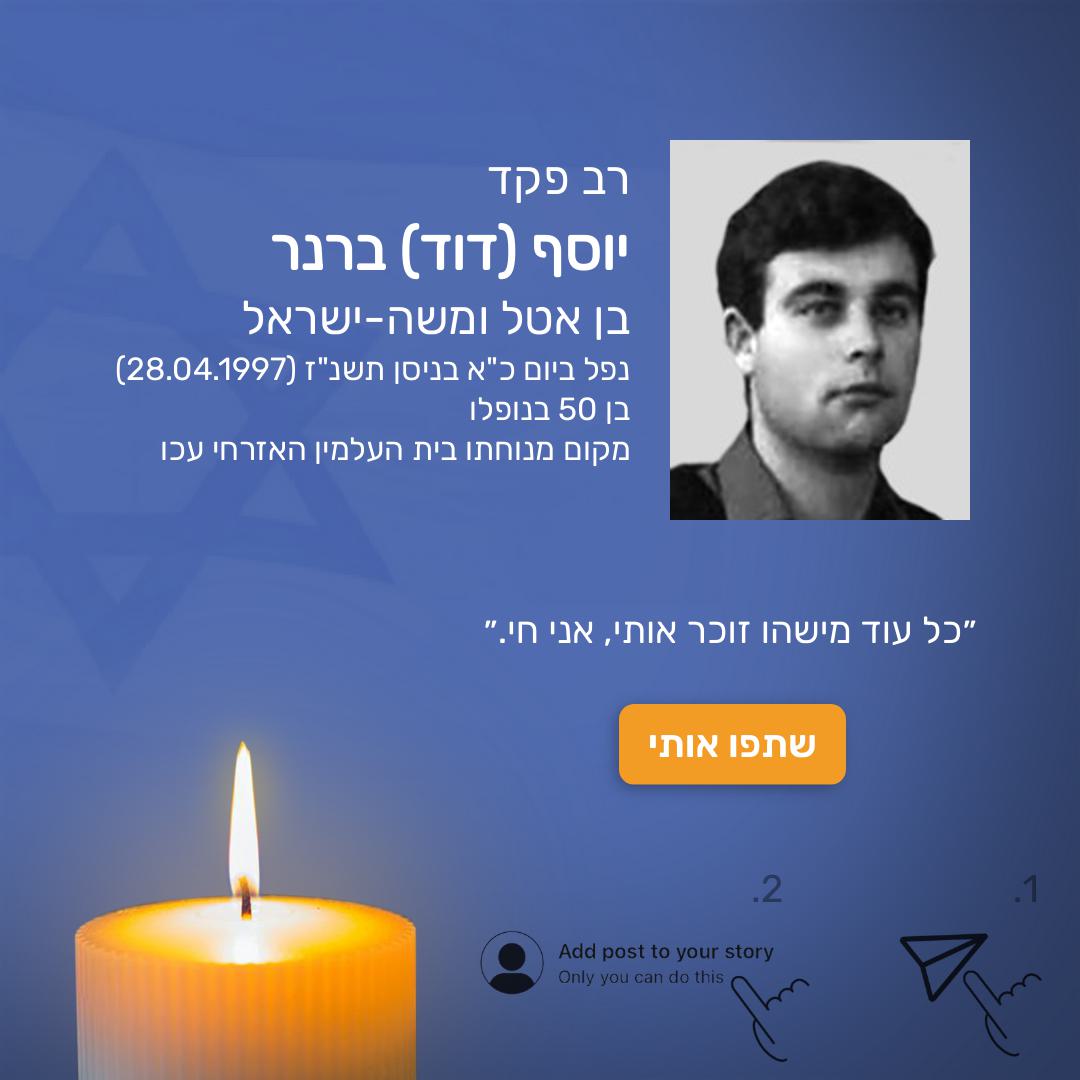 רב פקד
יוסף (דוד) ברנר
בן אטל ומשה-ישראל
נפל ביום כ"א בניסן תשנ"ז (28.04.1997)
בן 50 בנופלו
מקום מנוחתו בית העלמין האזרחי עכו
״כל עוד מישהו זוכר אותי, אני חי.״
שתפו אותי
.1
.2
Add post to your story
Only you can do this